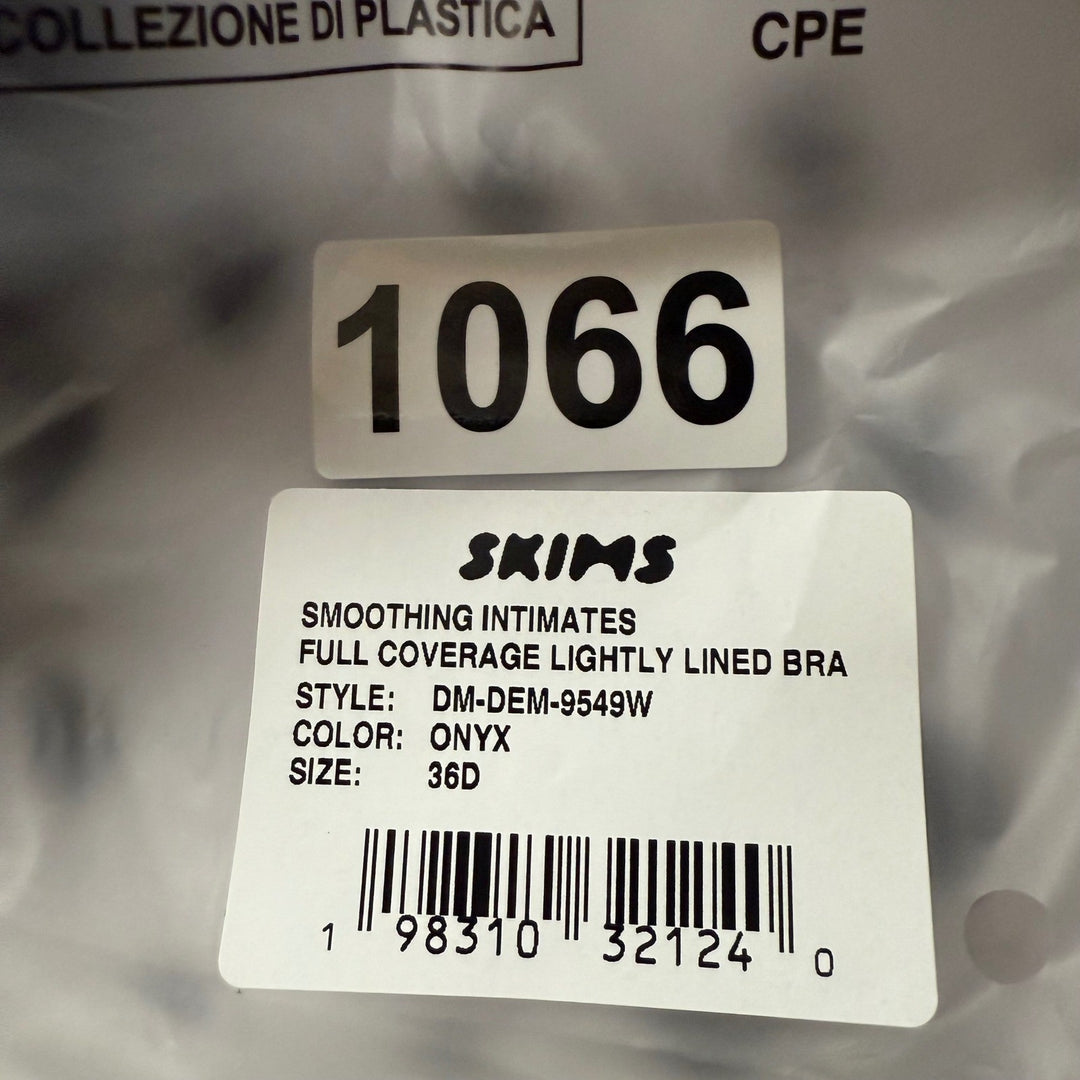 COLLEZIONE DI PLASTICA
CPE
1066
SKIMS
SMOOTHING INTIMATES
FULL COVERAGE LIGHTLY LINED BRA
STYLE: DM-DEM-9549W
COLOR: ONYX
SIZE: 36D
1 98310 32124 0